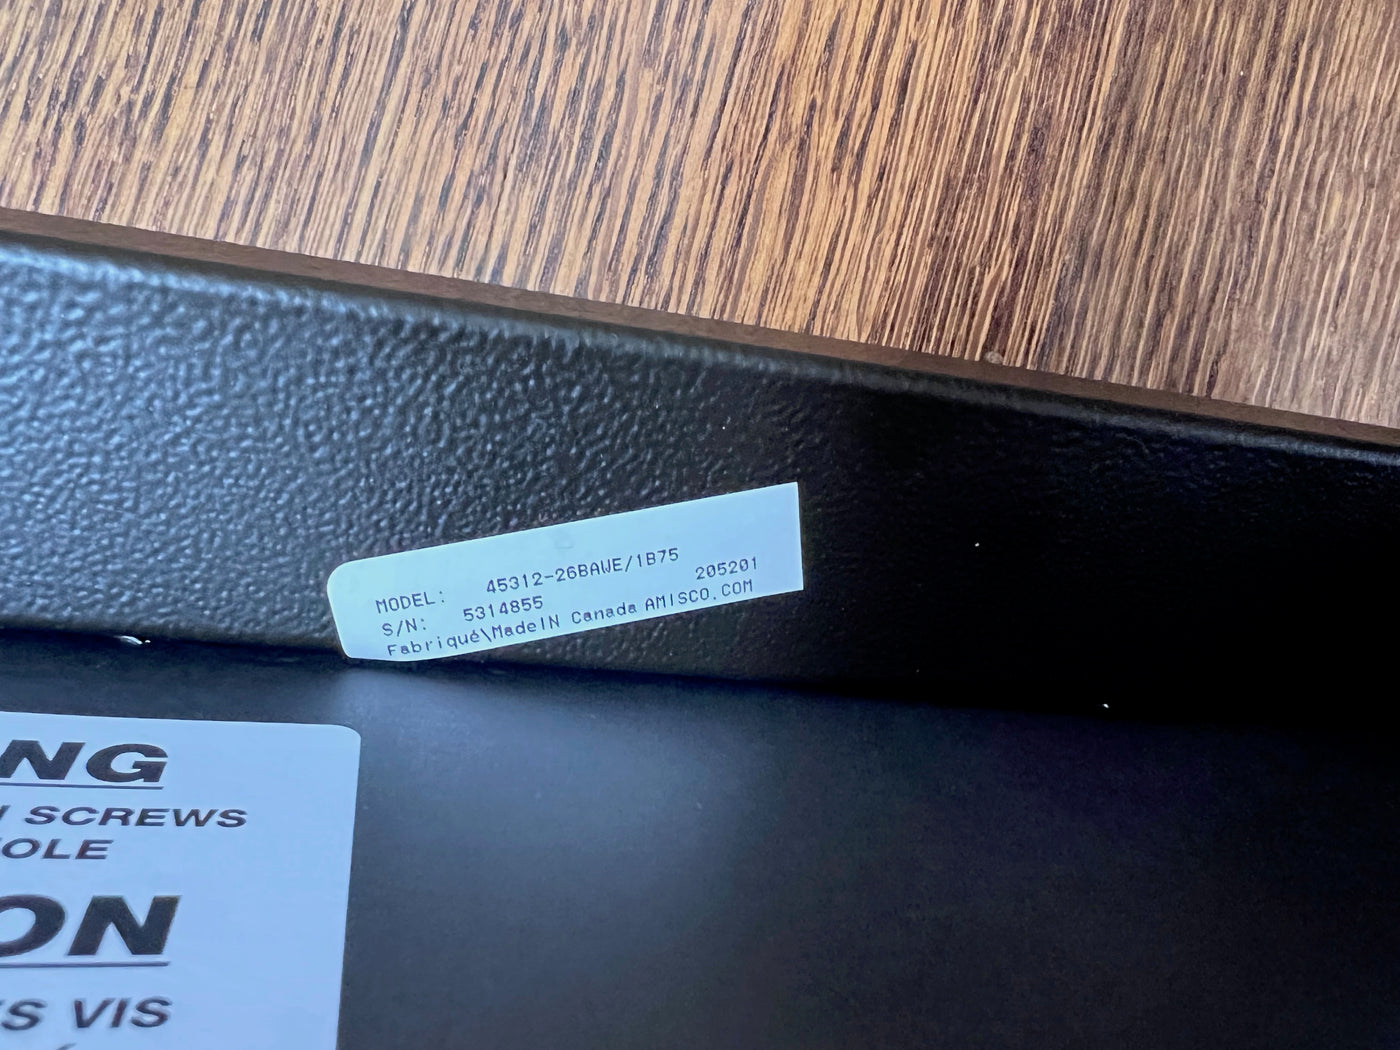 MODEL: 45312-26BAWE/1B75
S/N: 5314855 205201
Fabriqué\MadeIN Canada AMISCO.COM
NG
SCREWS
OLE
ON
S VIS